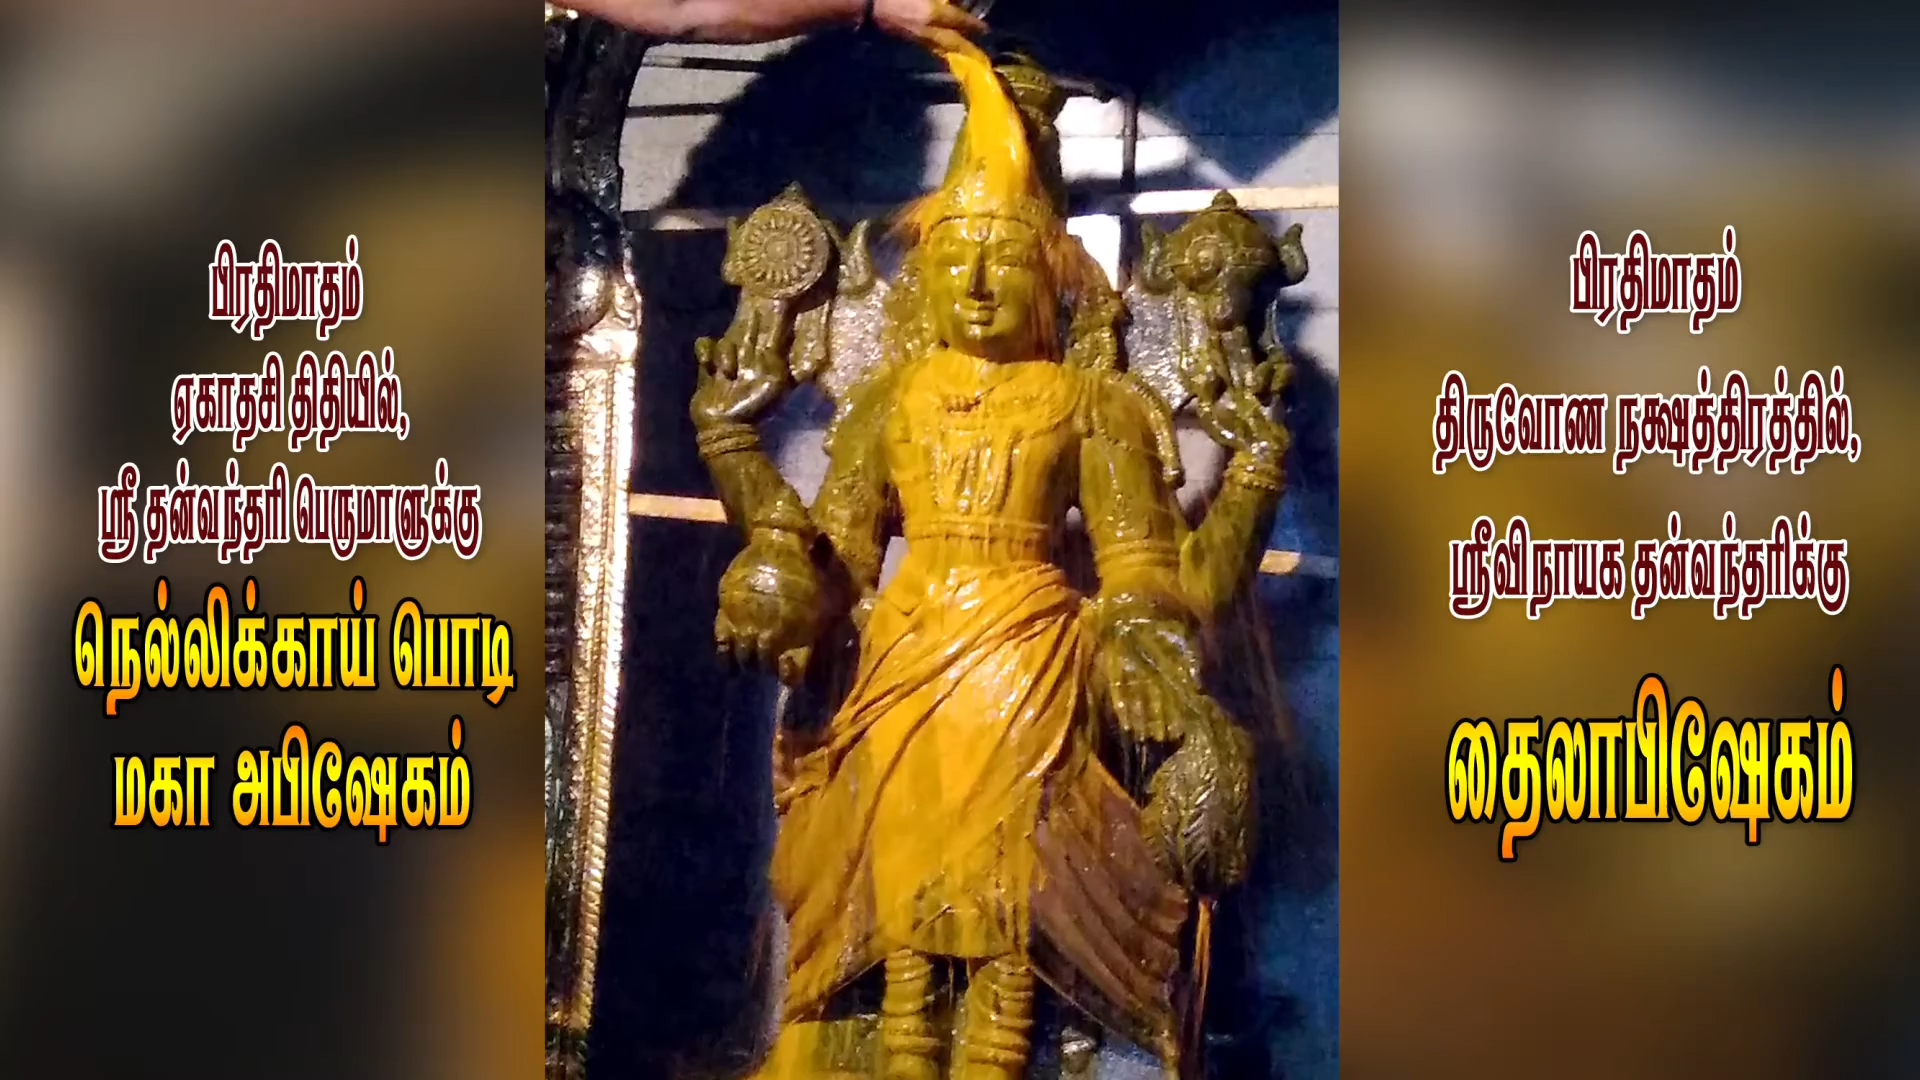 பிரதிமாதம்
ஏகாதசி திதியில்,
ஸ்ரீ தன்வந்தரி பெருமாளுக்கு
நெல்லிக்காய் பொடி
மகா அபிஷேகம்
பிரதிமாதம்
திருவோண நக்ஷத்திரத்தில்,
ஸ்ரீவிநாயக தன்வந்தரிக்கு
தைலாபிஷேகம்